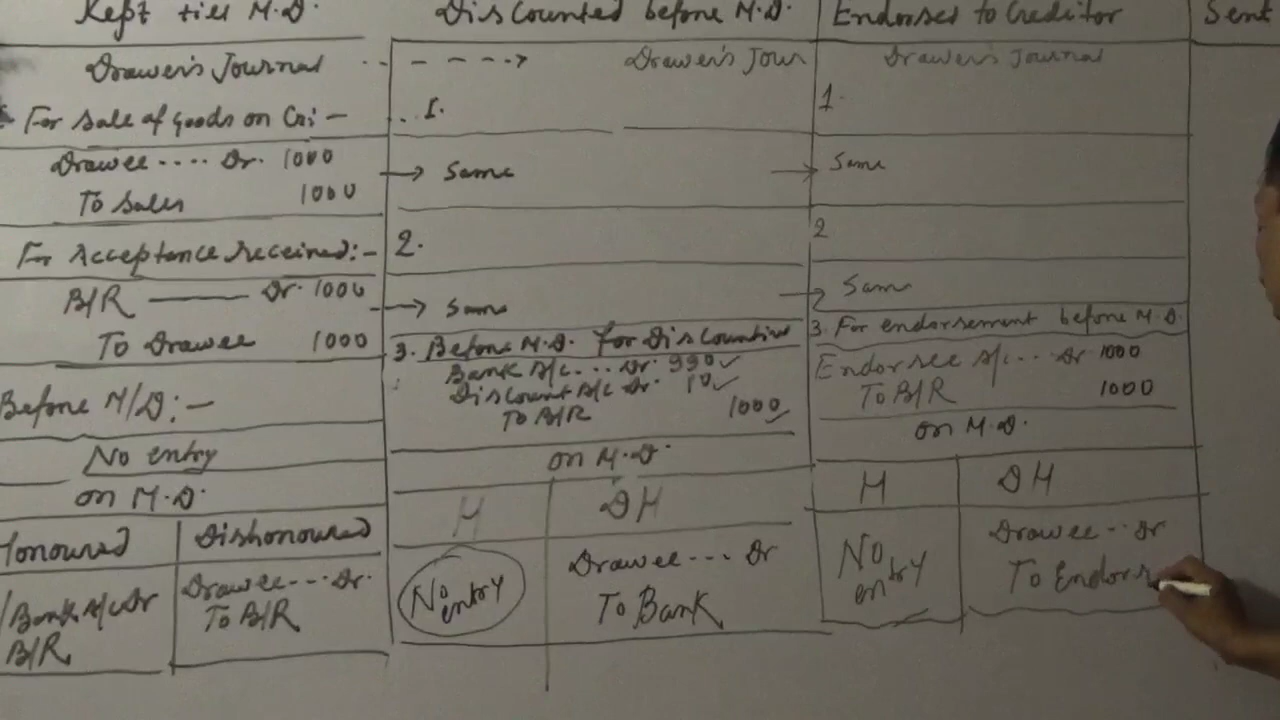 Kept till M.D.
Drawer's Journal
For Sale of Goods on Cr: -
Drawee .... Dr. 1000
To Sales 1000
For Acceptance received: -
B/R Dr. 1000
To Drawee 1000
Before M/D: -
No entry
on M.D.
Honoured Dishonoured
/Bank A/c Dr
B/R
Drawee --- Dr.
To B/R
Discounted before M.D.
Drawer's Jour
1.
Same
2.
Same
3. Before M.D. for Discounting
Bank A/c ... Dr. 990
Discount A/c Dr. 10
To B/R 1000
on M.D.
H DH
No entry
Drawee --- Dr
To Bank
Endorsed to Creditor
Drawer's Journal
1.
Same
2
Same
3. For endorsement before M.D.
Endorsee A/c ... Dr 1000
To B/R 1000
on M.D.
H DH
No entry
Drawee -- Dr
To Endors
Sent